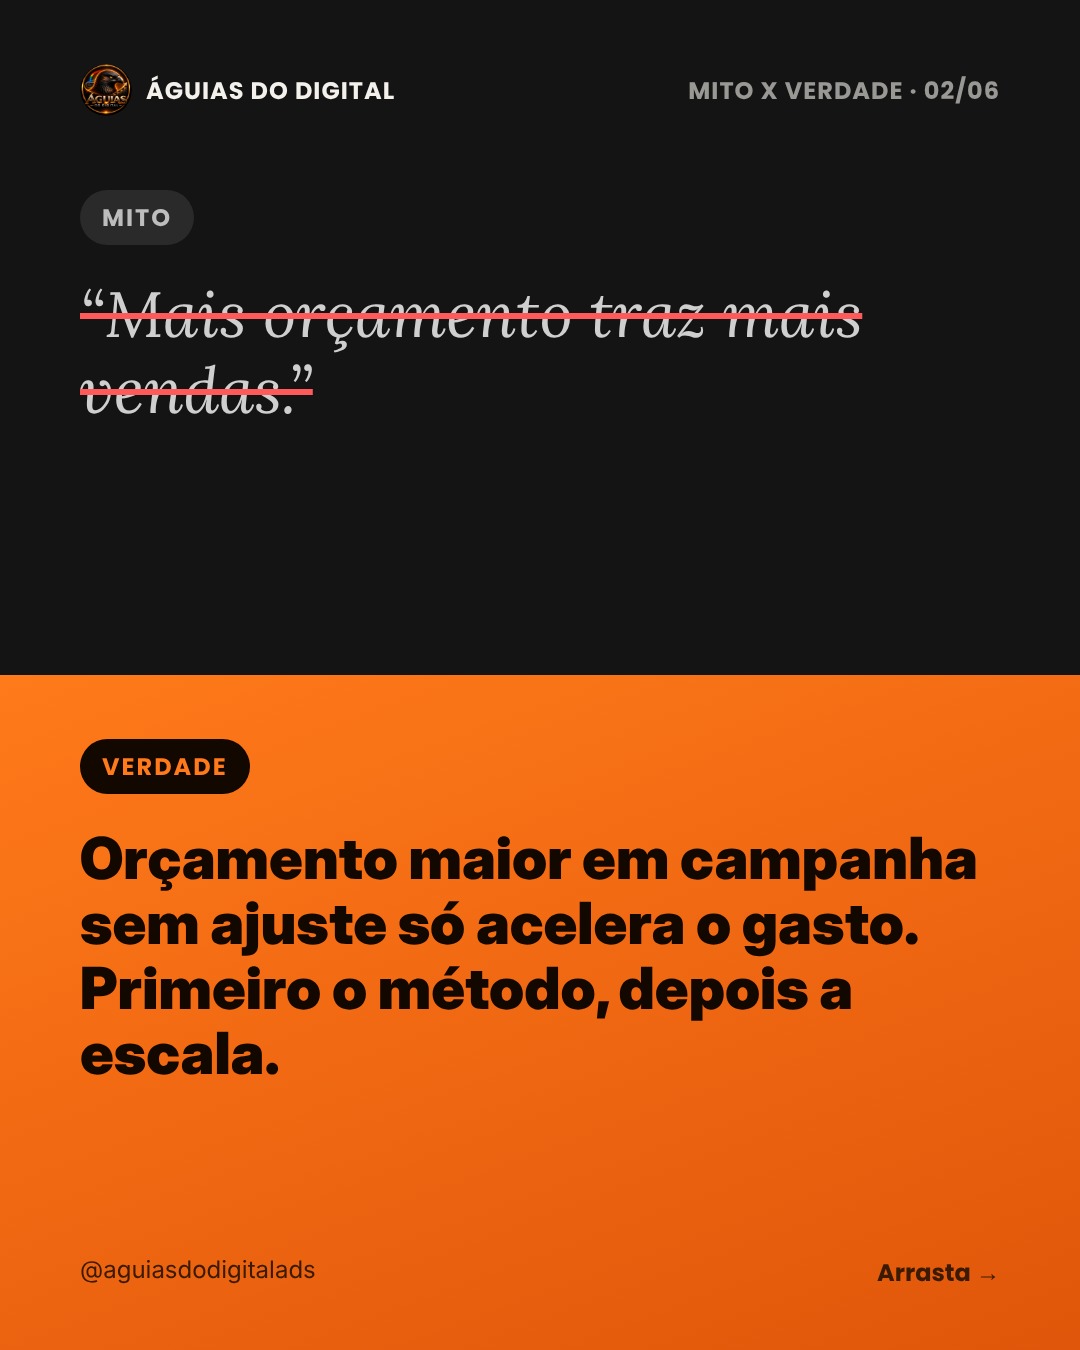 ÁGUIAS
ÁGUIAS DO DIGITAL
MITO X VERDADE · 02/06
MITO
“Mais orçamento traz mais
vendas.”
VERDADE
Orçamento maior em campanha
sem ajuste só acelera o gasto.
Primeiro o método, depois a
escala.
@aguiasdodigitalads
Arrasta →